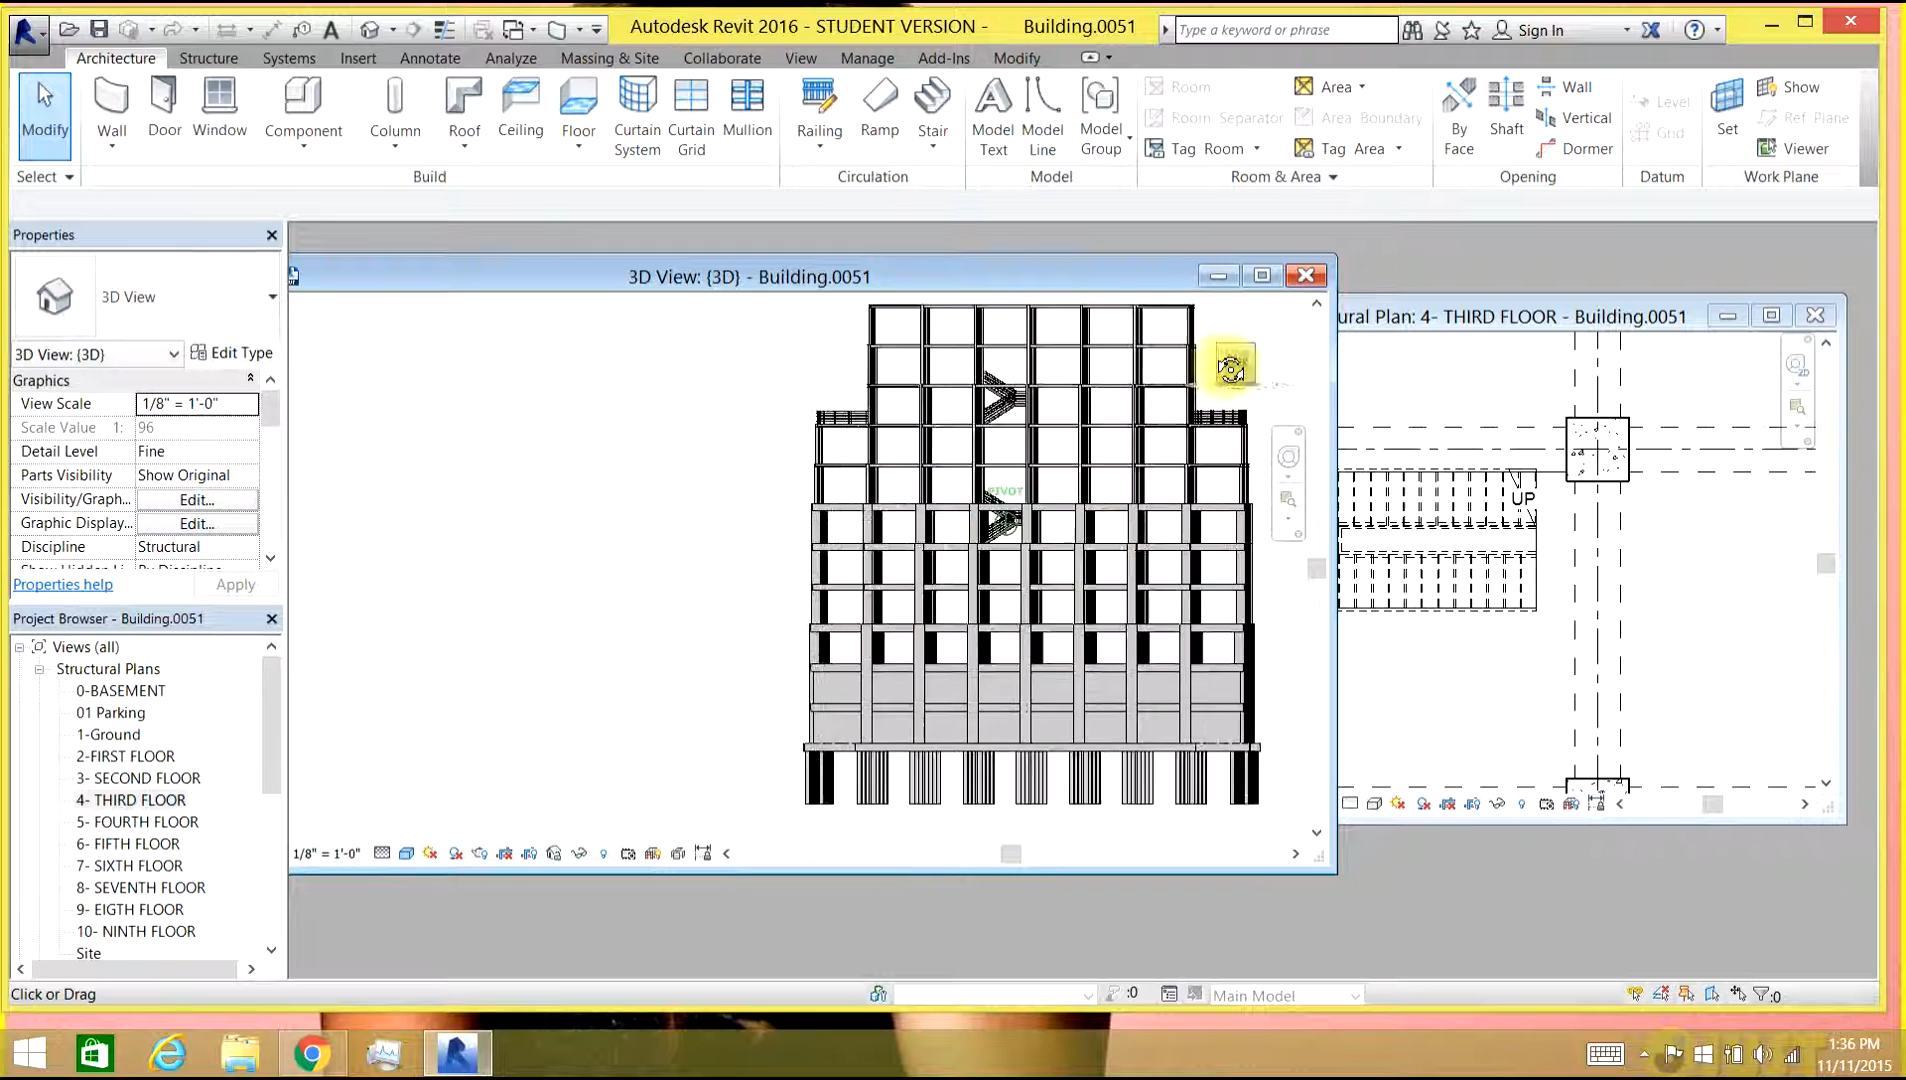 Autodesk Revit 2016 - STUDENT VERSION - Building.0051
Type a keyword or phrase
Sign In
Architecture Structure Systems Insert Annotate Analyze Massing & Site Collaborate View Manage Add-Ins Modify
Modify
Wall
Door
Window
Component
Column
Roof
Ceiling
Floor
Curtain System
Curtain Grid
Mullion
Railing
Ramp
Stair
Model Text
Model Line
Model Group
Room
Room Separator
Tag Room
Area
Area Boundary
Tag Area
By Face
Shaft
Wall
Vertical
Dormer
Level
Grid
Set
Show
Ref Plane
Viewer
Select
Build
Circulation
Model
Room & Area
Opening
Datum
Work Plane
Properties
3D View
3D View: {3D}
Edit Type
Graphics
View Scale 1/8" = 1'-0"
Scale Value 1: 96
Detail Level Fine
Parts Visibility Show Original
Visibility/Graph... Edit...
Graphic Display... Edit...
Discipline Structural
Properties help
Apply
Project Browser - Building.0051
Views (all)
Structural Plans
0-BASEMENT
01 Parking
1-Ground
2-FIRST FLOOR
3- SECOND FLOOR
4- THIRD FLOOR
5- FOURTH FLOOR
6- FIFTH FLOOR
7- SIXTH FLOOR
8- SEVENTH FLOOR
9- EIGTH FLOOR
10- NINTH FLOOR
Site
3D View: {3D} - Building.0051
PIVOT
1/8" = 1'-0"
ural Plan: 4- THIRD FLOOR - Building.0051
2D
UP
Click or Drag
:0
Main Model
:0
1:36 PM
11/11/2015